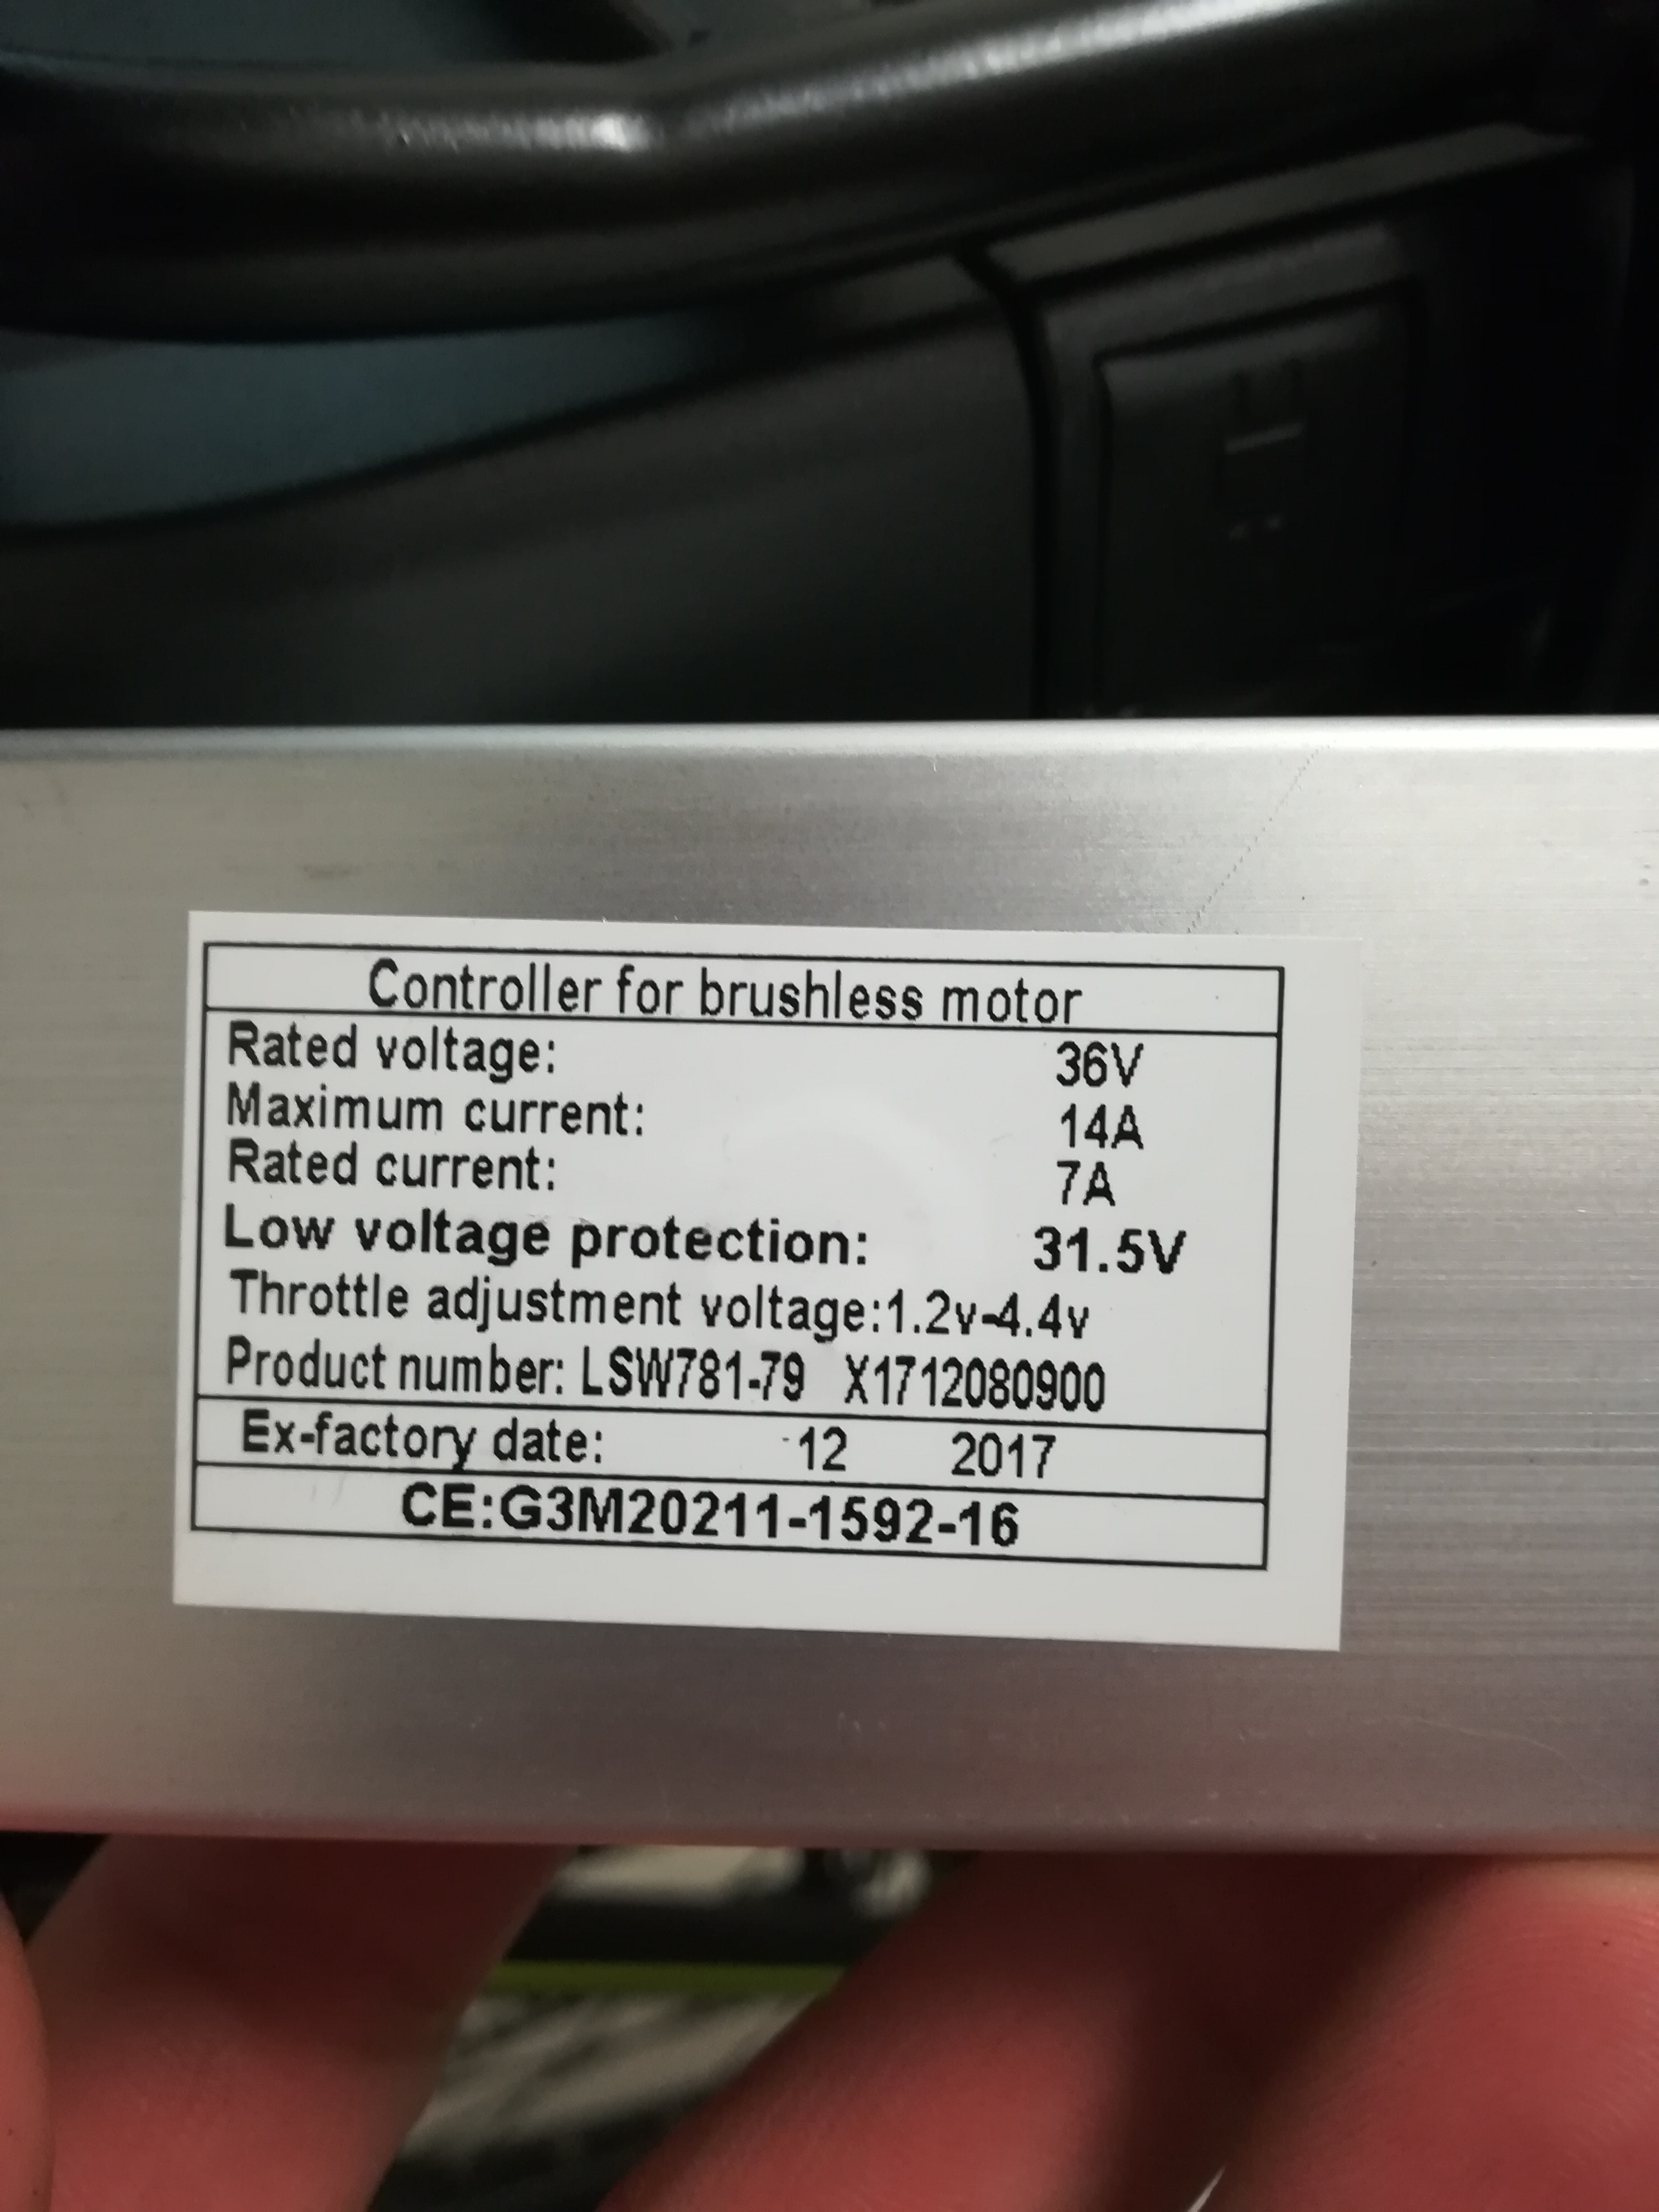 Controller for brushless motor
Rated voltage: 36V
Maximum current: 14A
Rated current: 7A
Low voltage protection: 31.5V
Throttle adjustment voltage:1.2v-4.4v
Product number: LSW781-79 X1712080900
Ex-factory date: 12 2017
CE:G3M20211-1592-16